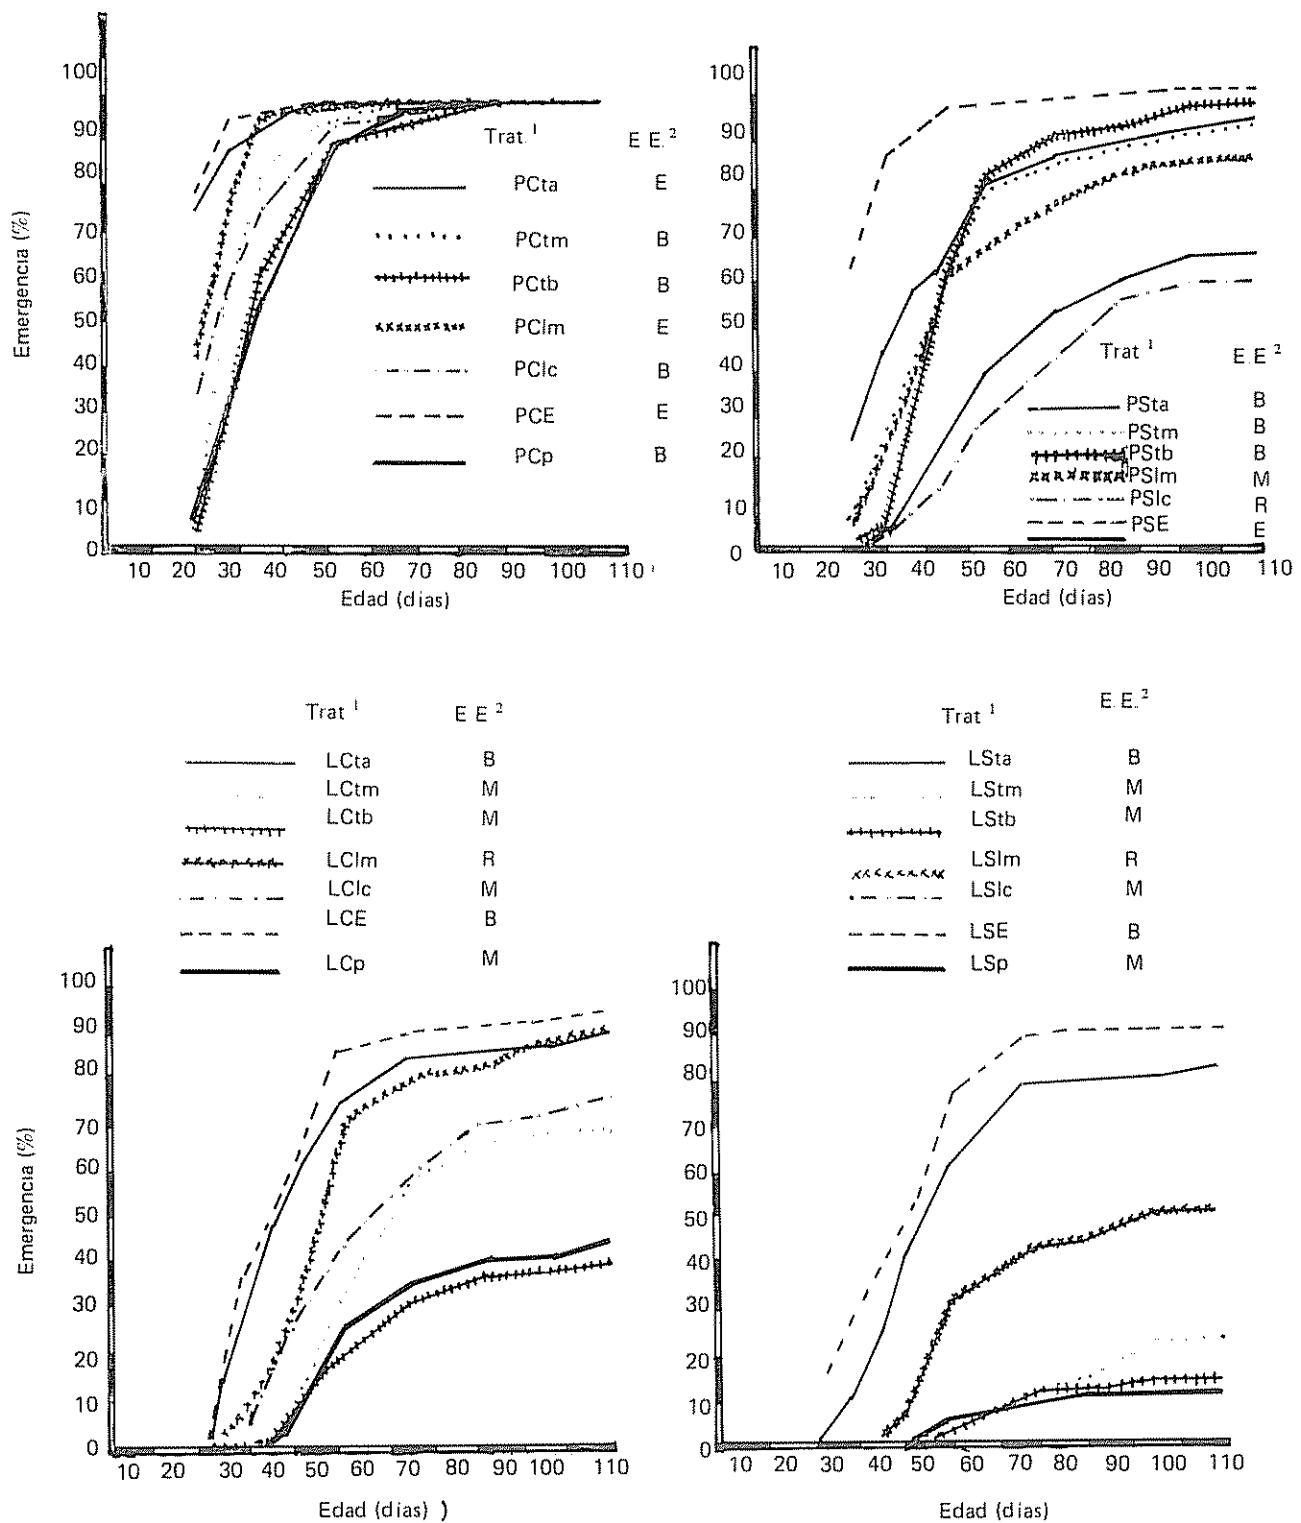 100
90
80
70
60
50
40
30
20
10
0
Emergencia (%)
10 20 30 40 50 60 70 80 90 100 110
Edad (dias)
Trat. 1 E E. 2
PCta E
PCtm B
PCtb B
PClm E
PClc B
PCE E
PCp B
100
90
80
70
60
50
40
30
20
10
0
10 20 30 40 50 60 70 80 90 100 110
Edad (dias)
Trat 1 E. E 2
PSta B
PStm B
PStb B
PSlm M
PSlc R
PSE E
Trat 1 E E 2
LCta B
LCtm M
LCtb M
LClm R
LClc M
LCE B
LCp M
100
90
80
70
60
50
40
30
20
10
0
Emergencia (%)
10 20 30 40 50 60 70 80 90 100 110
Edad (dias) )
Trat 1 E. E. 2
LSta B
LStm M
LStb M
LSlm R
LSlc M
LSE B
LSp M
100
90
80
70
60
50
40
30
20
10
0
10 20 30 40 50 60 70 80 90 100 110
Edad (dias)